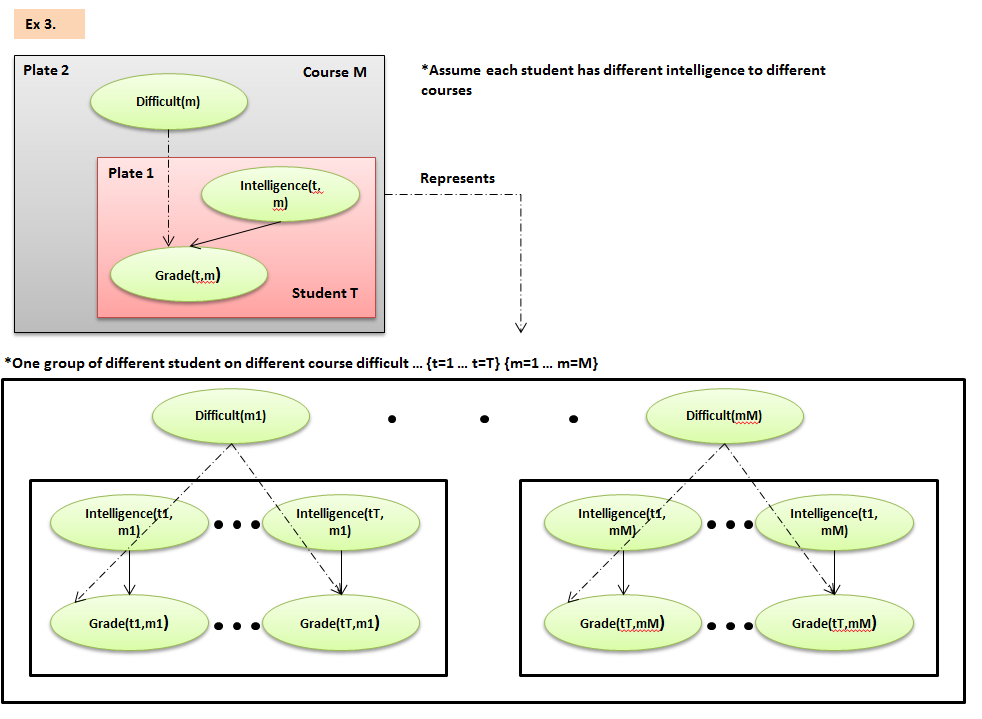 Ex 3.
Plate 2
Course M
Difficult(m)
*Assume each student has different intelligence to different
courses
Plate 1
Intelligence(t,
m)
Represents
Grade(t,m)
Student T
*One group of different student on different course difficult ... {t=1 ... t=T} {m=1 ... m=M}
Difficult(m1)
Difficult(mM)
Intelligence(t1,
m1)
Intelligence(tT,
m1)
Intelligence(t1,
mM)
Intelligence(t1,
mM)
Grade(t1,m1)
Grade(tT,m1)
Grade(tT,mM)
Grade(tT,mM)